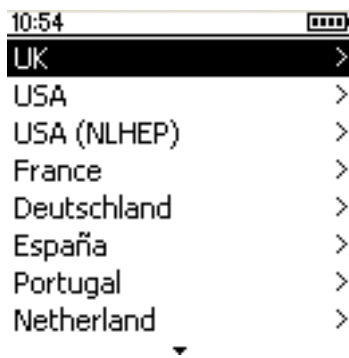 10:54
UK >
USA >
USA (NLHEP) >
France >
Deutschland >
España >
Portugal >
Netherland >